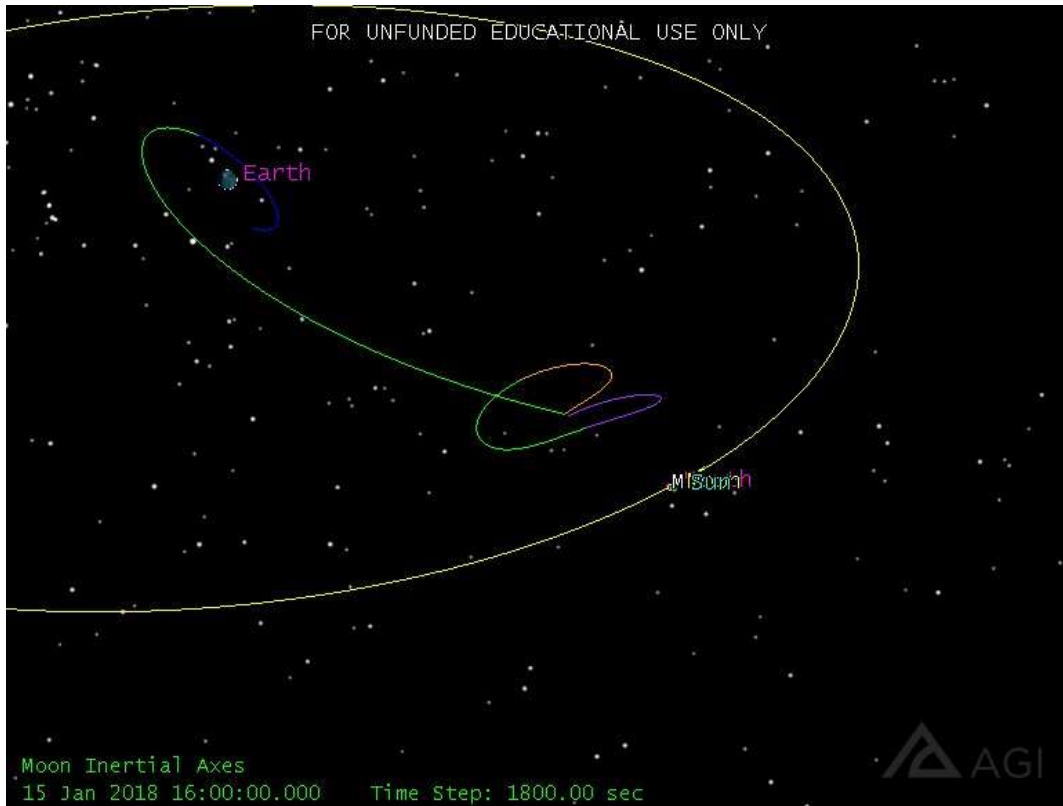 FOR UNFUNDED EDUCATIONAL USE ONLY
Earth
Sun
AGI
Moon Inertial Axes
15 Jan 2018 16:00:00.000 Time Step: 1800.00 sec